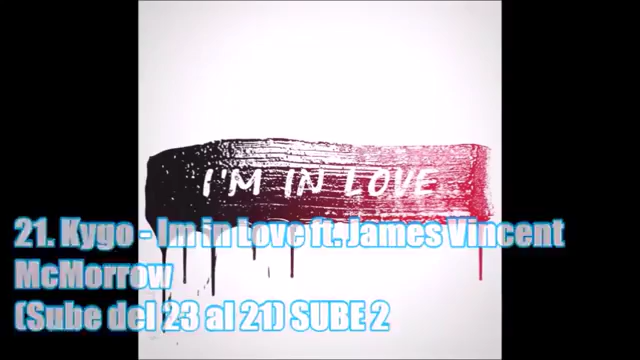 I'M IN LOVE
21. Kygo - Im in Love ft. James Vincent
McMorrow
(Sube del 23 al 21) SUBE 2